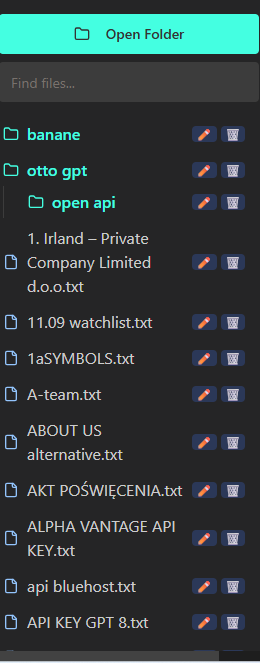 Open Folder
Find files...
banane
otto gpt
open api
1. Irland – Private
Company Limited
d.o.o.txt
11.09 watchlist.txt
1aSYMBOLS.txt
A-team.txt
ABOUT US
alternative.txt
AKT POŚWIĘCENIA.txt
ALPHA VANTAGE API
KEY.txt
api bluehost.txt
API KEY GPT 8.txt